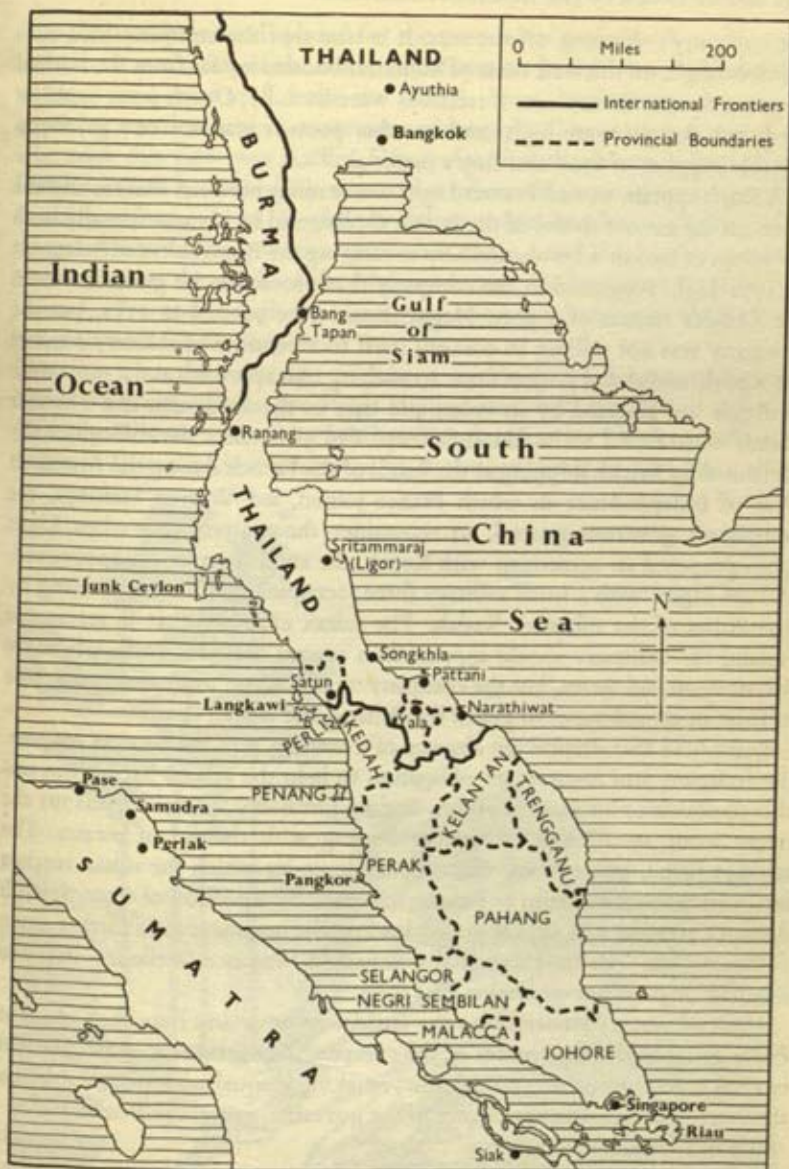 THAILAND
0 Miles 200
Ayuthia
International Frontiers
Bangkok
Provincial Boundaries
BURMA
Indian
Ocean
Gulf
of
Siam
Bang
Tapan
Ranang
South
China
Sea
THAILAND
Sritammaraj
(Ligor)
Junk Ceylon
N
Songkhla
Pattani
Satun
Langkawi
Yala
Narathiwat
PERLIS
KEDAH
PENANG
KELANTAN
TRENGGANU
Pase
Samudra
Perlak
PERAK
Pangkor
PAHANG
SUMATRA
SELANGOR
NEGRI SEMBILAN
MALACCA
JOHORE
Singapore
Riau
Siak